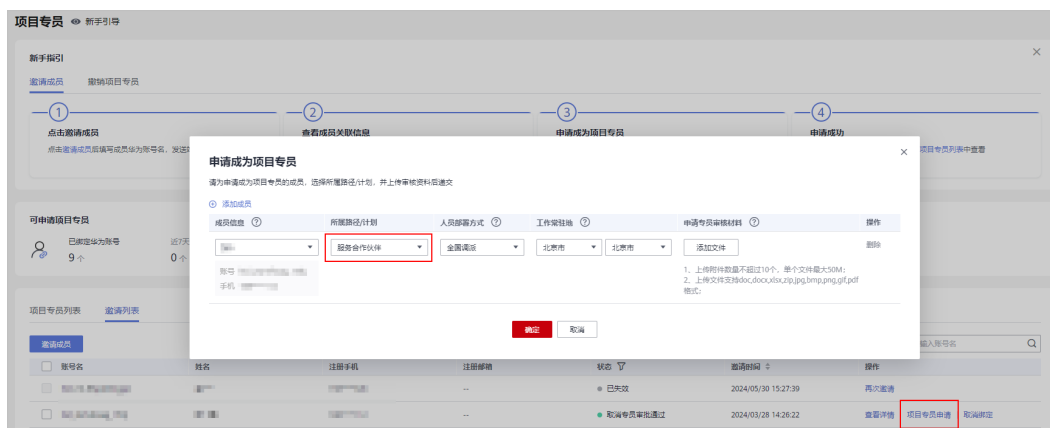 项目专员 新手引导
新手指引
邀请成员 撤销项目专员
1 2 3 4
点击邀请成员 查看成员关联信息 申请成为项目专员 申请成功
点击邀请成员后填写成员华为账号名，发送
项目专员列表中查看
申请成为项目专员
请为申请成为项目专员的成员，选择所属路径/计划，并上传审核资料后递交
添加成员
成员信息 所属路径/计划 人员部署方式 工作常驻地 申请专员审核材料 操作
服务合作伙伴 全国调派 北京市 北京市 添加文件 删除
账号
手机
1、上传附件数量不超过10个，单个文件最大50M；
2、上传文件支持doc,docx,xlsx,zip,jpg,bmp,png,gif,pdf
格式；
确定 取消
可申请项目专员
已绑定华为账号 近7天
9个 0个
项目专员列表 邀请列表
邀请成员 输入账号名
账号名 姓名 注册手机 注册邮箱 状态 邀请时间 操作
-- 已失效 2024/05/30 15:27:39 再次邀请
-- 取消专员审批通过 2024/03/28 14:26:22 查看详情 项目专员申请 取消绑定